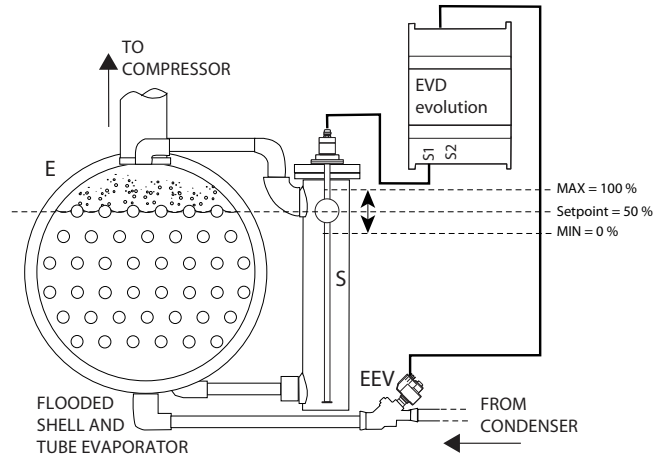 TO
COMPRESSOR
EVD
evolution
S1
S2
E
MAX = 100 %
Setpoint = 50 %
MIN = 0 %
S
EEV
FLOODED
SHELL AND
TUBE EVAPORATOR
FROM
CONDENSER